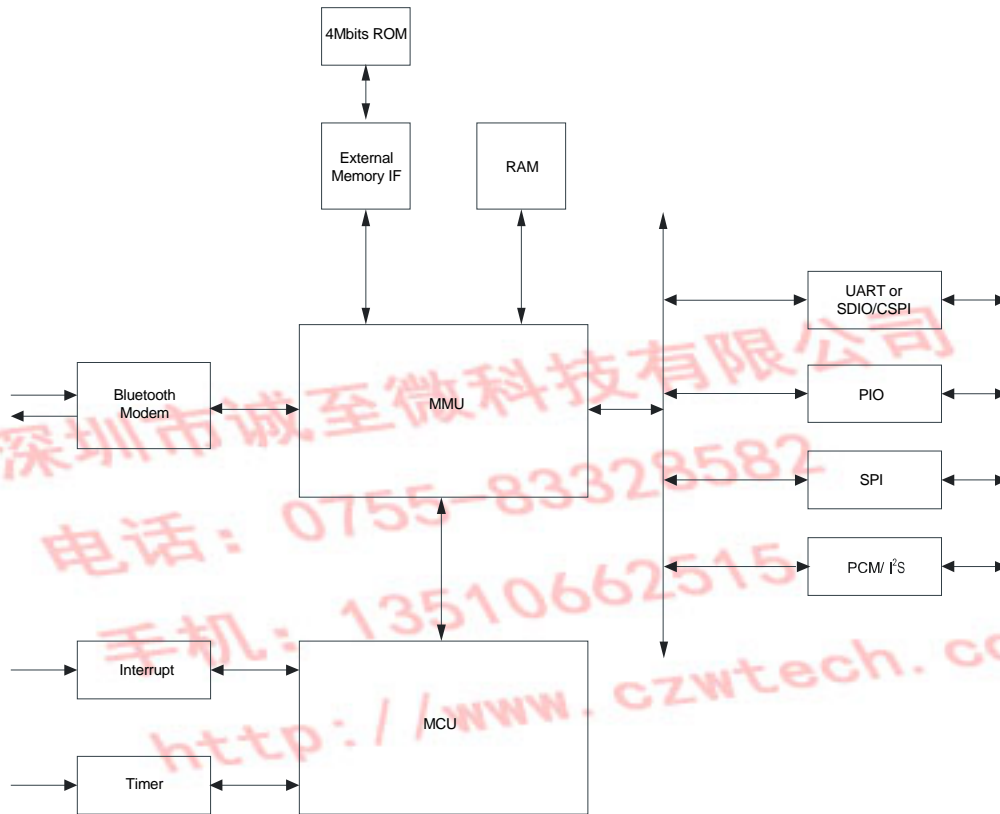 4Mbits ROM
External
Memory IF
RAM
UART or
SDIO/CSPI
Bluetooth
Modem
MMU
PIO
SPI
PCM/ I²S
Interrupt
MCU
Timer
深圳市诚至微科技有限公司
电话：0755-83328582
手机：13510662515
http://www.czwtech.co